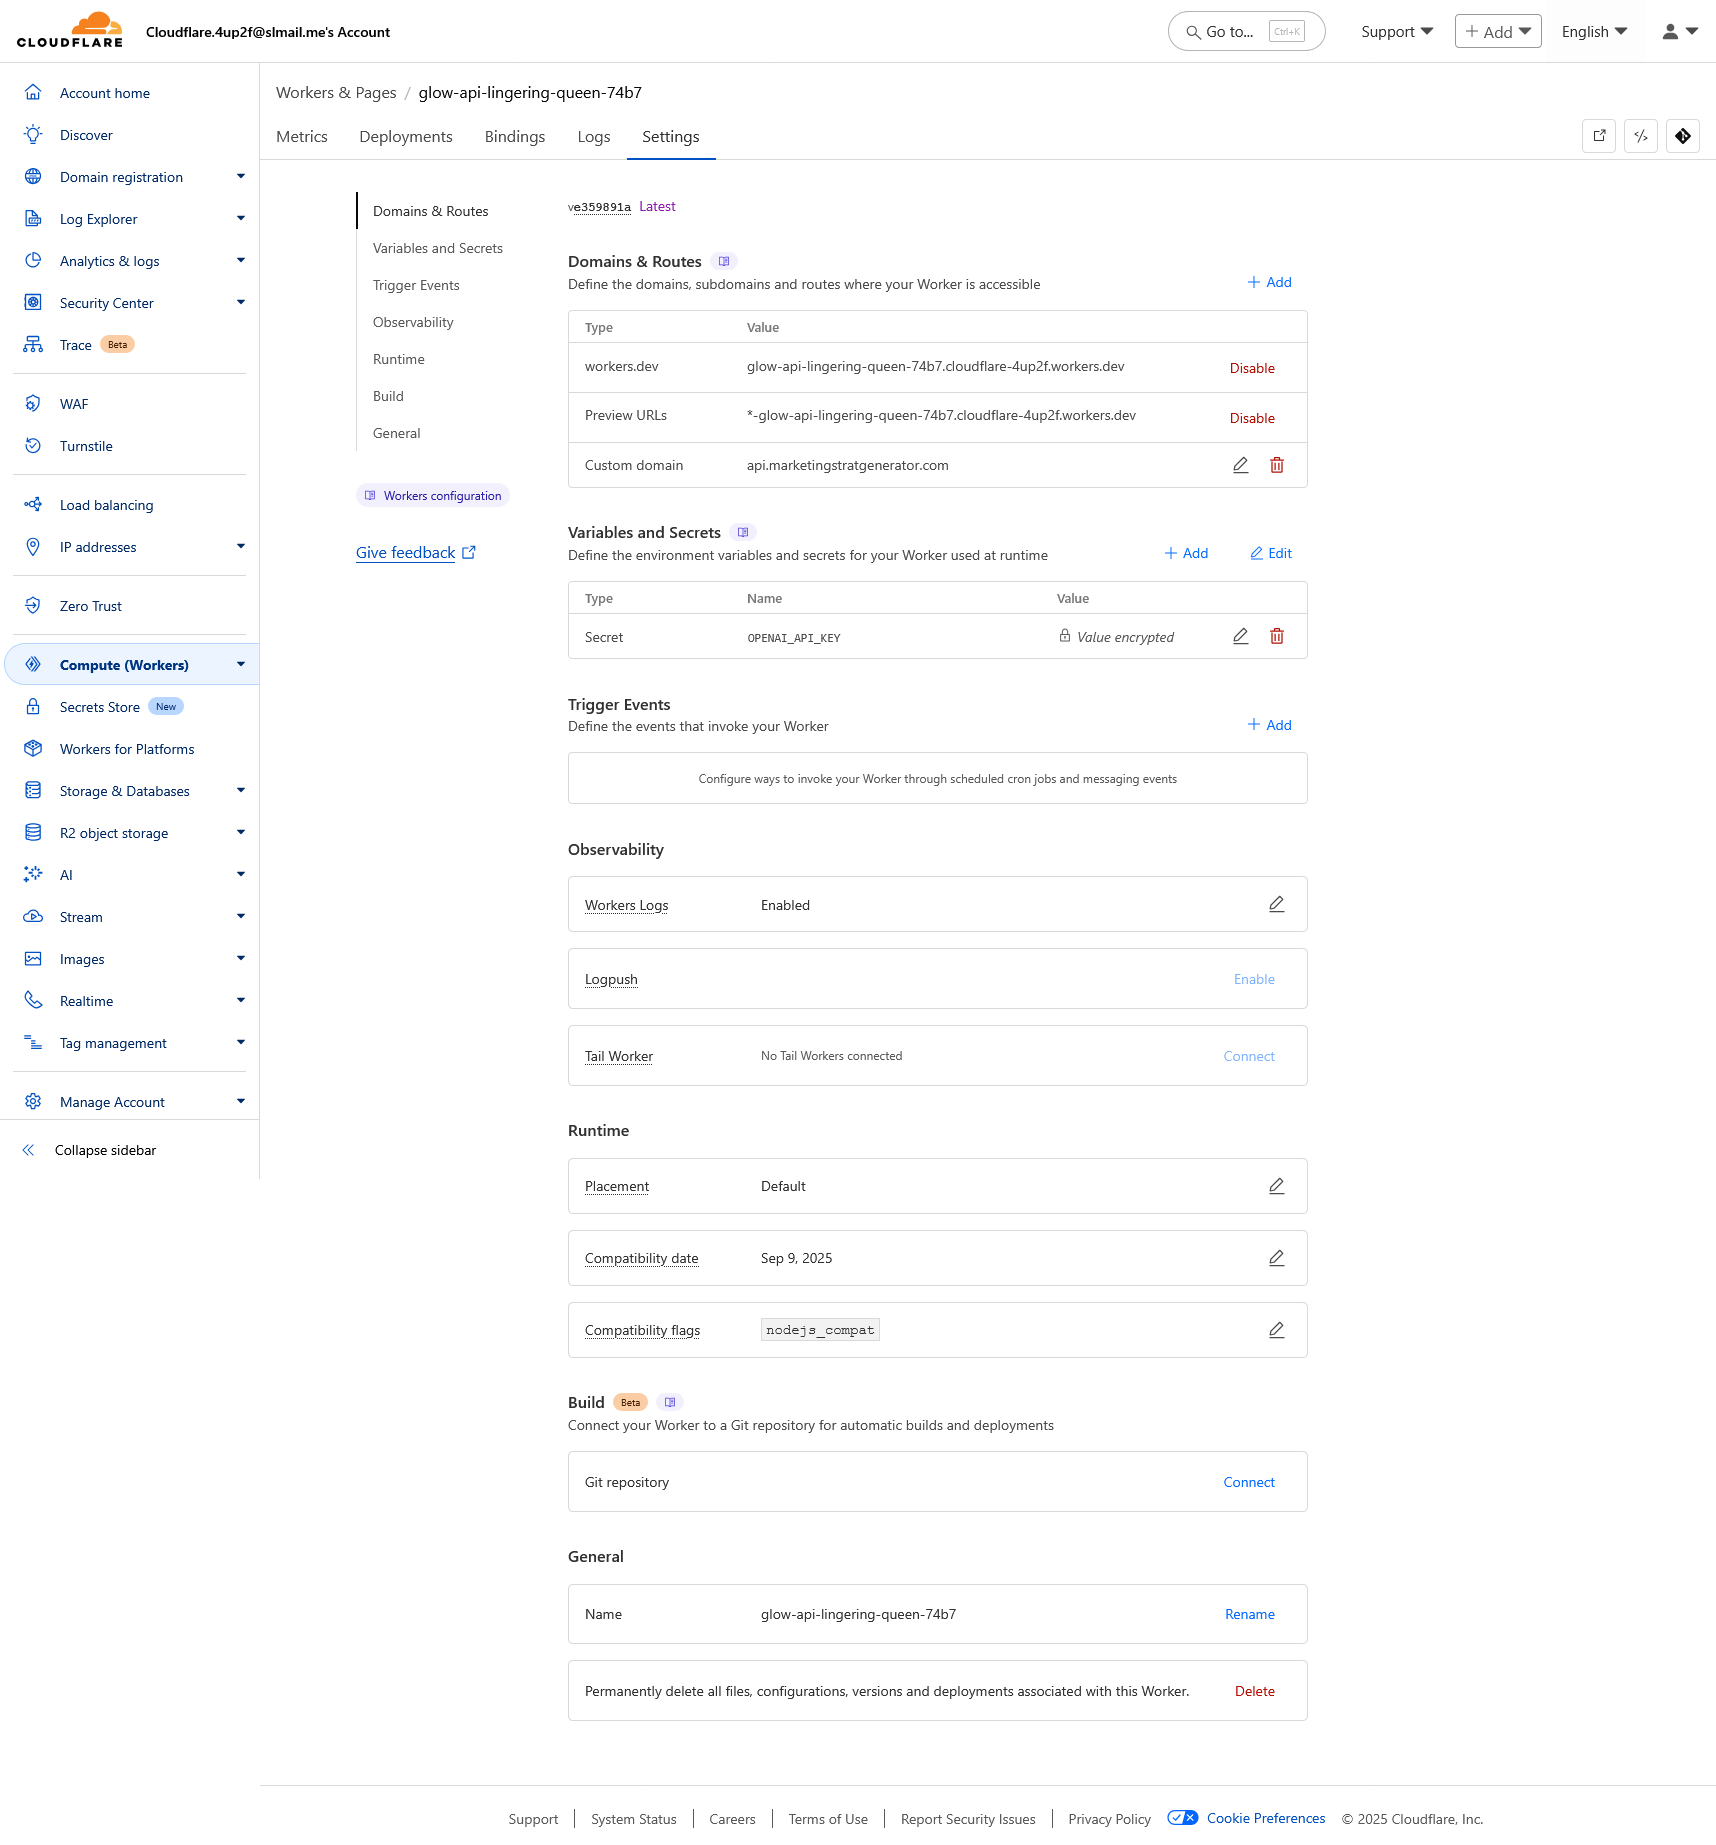 CLOUDFLARE
Cloudflare.4up2f@slmail.me's Account
Go to... Ctrl+K
Support
Add
English
Account home
Discover
Domain registration
Log Explorer
Analytics & logs
Security Center
Trace Beta
WAF
Turnstile
Load balancing
IP addresses
Zero Trust
Compute (Workers)
Secrets Store New
Workers for Platforms
Storage & Databases
R2 object storage
AI
Stream
Images
Realtime
Tag management
Manage Account
Collapse sidebar
Workers & Pages / glow-api-lingering-queen-74b7
Metrics Deployments Bindings Logs Settings
Domains & Routes
Variables and Secrets
Trigger Events
Observability
Runtime
Build
General
Workers configuration
Give feedback
ve359891a Latest
Domains & Routes
Define the domains, subdomains and routes where your Worker is accessible
Add
Type Value
workers.dev glow-api-lingering-queen-74b7.cloudflare-4up2f.workers.dev Disable
Preview URLs *-glow-api-lingering-queen-74b7.cloudflare-4up2f.workers.dev Disable
Custom domain api.marketingstratgenerator.com
Variables and Secrets
Define the environment variables and secrets for your Worker used at runtime
Add Edit
Type Name Value
Secret OPENAI_API_KEY Value encrypted
Trigger Events
Define the events that invoke your Worker
Add
Configure ways to invoke your Worker through scheduled cron jobs and messaging events
Observability
Workers Logs Enabled
Logpush Enable
Tail Worker No Tail Workers connected Connect
Runtime
Placement Default
Compatibility date Sep 9, 2025
Compatibility flags nodejs_compat
Build Beta
Connect your Worker to a Git repository for automatic builds and deployments
Git repository Connect
General
Name glow-api-lingering-queen-74b7 Rename
Permanently delete all files, configurations, versions and deployments associated with this Worker. Delete
Support System Status Careers Terms of Use Report Security Issues Privacy Policy Cookie Preferences © 2025 Cloudflare, Inc.